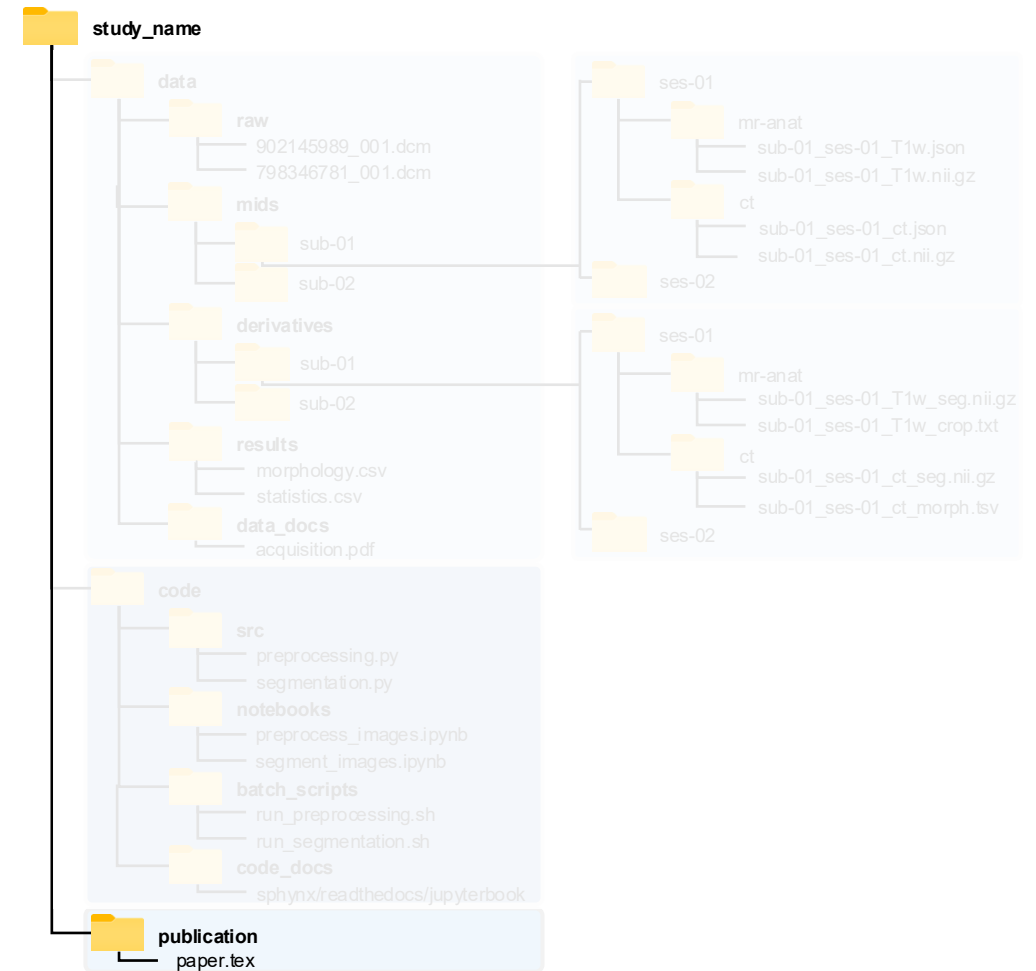 study_name
data
raw
902145989_001.dcm
798346781_001.dcm
mids
sub-01
sub-02
derivatives
sub-01
sub-02
results
morphology.csv
statistics.csv
data_docs
acquisition.pdf
ses-01
mr-anat
sub-01_ses-01_T1w.json
sub-01_ses-01_T1w.nii.gz
ct
sub-01_ses-01_ct.json
sub-01_ses-01_ct.nii.gz
ses-02
ses-01
mr-anat
sub-01_ses-01_T1w_seg.nii.gz
sub-01_ses-01_T1w_crop.txt
ct
sub-01_ses-01_ct_seg.nii.gz
sub-01_ses-01_ct_morph.tsv
ses-02
code
src
preprocessing.py
segmentation.py
notebooks
preprocess_images.ipynb
segment_images.ipynb
batch_scripts
run_preprocessing.sh
run_segmentation.sh
code_docs
sphynx/readthedocs/jupyterbook
publication
paper.tex